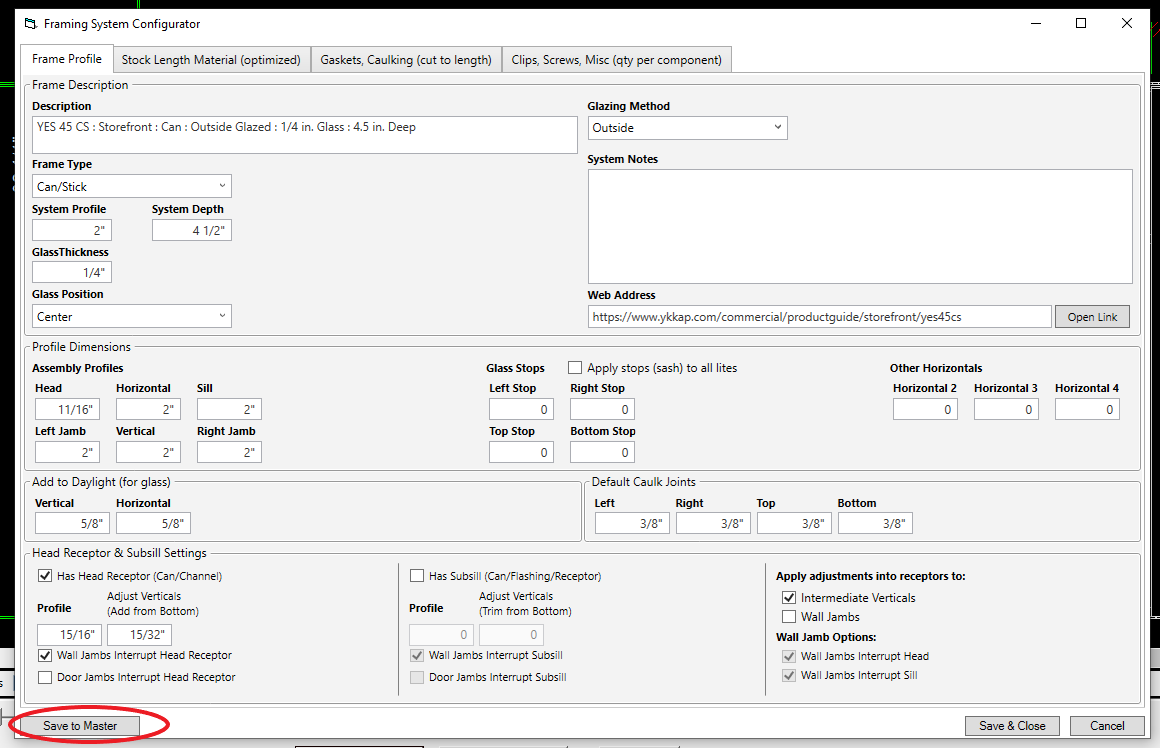 Framing System Configurator
Frame Profile
Stock Length Material (optimized)
Gaskets, Caulking (cut to length)
Clips, Screws, Misc (qty per component)
Frame Description
Description
YES 45 CS : Storefront : Can : Outside Glazed : 1/4 in. Glass : 4.5 in. Deep
Frame Type
Can/Stick
System Profile
System Depth
2"
4 1/2"
GlassThickness
1/4"
Glass Position
Center
Glazing Method
Outside
System Notes
Web Address
https://www.ykkap.com/commercial/productguide/storefront/yes45cs
Open Link
Profile Dimensions
Assembly Profiles
Head
Horizontal
Sill
11/16"
2"
2"
Left Jamb
Vertical
Right Jamb
2"
2"
2"
Glass Stops
Apply stops (sash) to all lites
Left Stop
Right Stop
0
0
Top Stop
Bottom Stop
0
0
Other Horizontals
Horizontal 2
Horizontal 3
Horizontal 4
0
0
0
Add to Daylight (for glass)
Vertical
Horizontal
5/8"
5/8"
Default Caulk Joints
Left
Right
Top
Bottom
3/8"
3/8"
3/8"
3/8"
Head Receptor & Subsill Settings
Has Head Receptor (Can/Channel)
Profile
Adjust Verticals
(Add from Bottom)
15/16"
15/32"
Wall Jambs Interrupt Head Receptor
Door Jambs Interrupt Head Receptor
Has Subsill (Can/Flashing/Receptor)
Profile
Adjust Verticals
(Trim from Bottom)
0
0
Wall Jambs Interrupt Subsill
Door Jambs Interrupt Subsill
Apply adjustments into receptors to:
Intermediate Verticals
Wall Jambs
Wall Jamb Options:
Wall Jambs Interrupt Head
Wall Jambs Interrupt Sill
Save to Master
Save & Close
Cancel